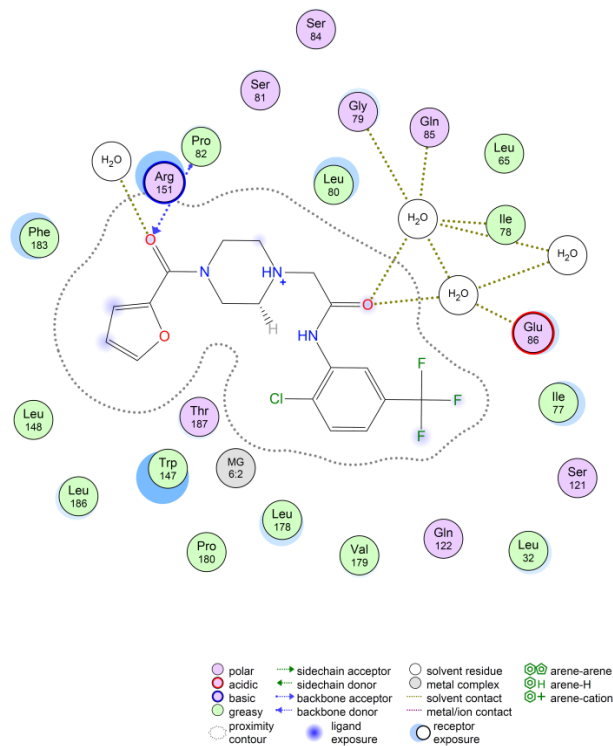 Ser
84
Ser
81
Gly
79
Gln
85
Pro
82
H₂O
Arg
151
Leu
65
Leu
80
H₂O
Ile
78
Phe
183
O
H₂O
N
NH
+
H₂O
O
Glu
86
O
H
HN
F
Cl
F
F
Ile
77
Leu
148
Thr
187
Trp
147
MG
6:2
Ser
121
Leu
186
Leu
178
Gln
122
Pro
180
Val
179
Leu
32
polar
acidic
basic
greasy
proximity
contour
sidechain acceptor
sidechain donor
backbone acceptor
backbone donor
ligand
exposure
solvent residue
metal complex
solvent contact
metal/ion contact
receptor
exposure
arene-arene
H arene-H
+ arene-cation